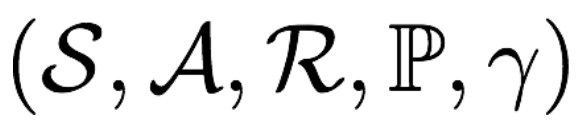 (𝒮, 𝒜, ℛ, ℙ, γ)